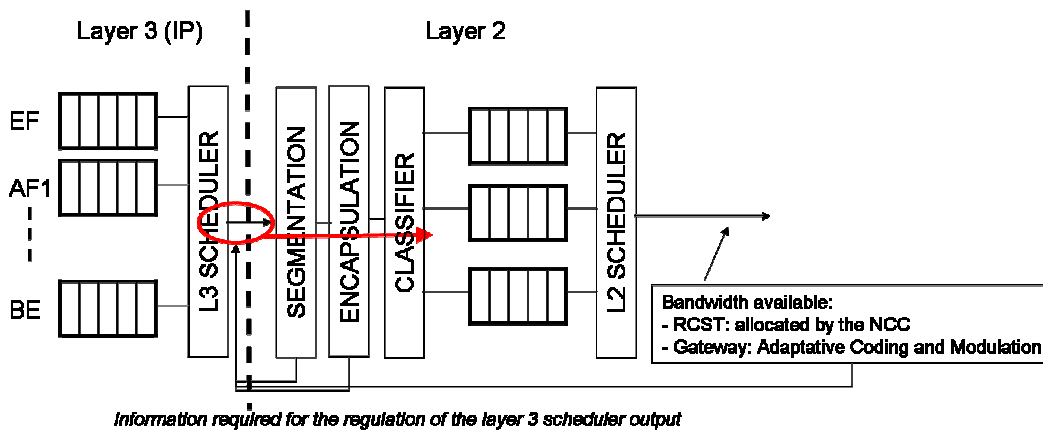 Layer 3 (IP)
Layer 2
EF
AF1
BE
L3 SCHEDULER
SEGMENTATION
ENCAPSULATION
CLASSIFIER
L2 SCHEDULER
Bandwidth available:
- RCST: allocated by the NCC
- Gateway: Adaptative Coding and Modulation
Information required for the regulation of the layer 3 scheduler output